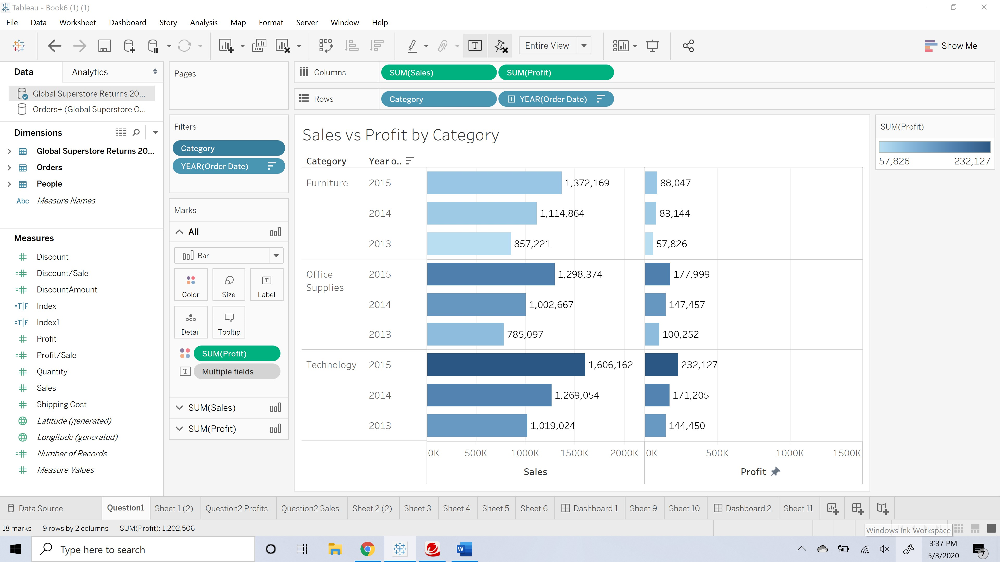 Tableau - Book6 (1) (1)
File Data Worksheet Dashboard Story Analysis Map Format Server Window Help
T Entire View Show Me
Data Analytics
Global Superstore Returns 20...
Orders+ (Global Superstore O...
Dimensions
Global Superstore Returns 20...
Orders
People
Abc Measure Names
Measures
Discount
Discount/Sale
DiscountAmount
=T|F Index
=T|F Index1
Profit
Profit/Sale
Quantity
Sales
Shipping Cost
Latitude (generated)
Longitude (generated)
Number of Records
Measure Values
Pages
Filters
Category
YEAR(Order Date)
Marks
All
Bar
Color Size T Label
Detail Tooltip
SUM(Profit)
T Multiple fields
SUM(Sales)
SUM(Profit)
Columns SUM(Sales) SUM(Profit)
Rows Category YEAR(Order Date)
Sales vs Profit by Category
Category Year o..
Furniture 2015 1,372,169 88,047
2014 1,114,864 83,144
2013 857,221 57,826
Office Supplies 2015 1,298,374 177,999
2014 1,002,667 147,457
2013 785,097 100,252
Technology 2015 1,606,162 232,127
2014 1,269,054 171,205
2013 1,019,024 144,450
0K 500K 1000K 1500K 2000K 0K 500K 1000K 1500K
Sales Profit
SUM(Profit)
57,826 232,127
Data Source Question1 Sheet 1 (2) Question2 Profits Question2 Sales Sheet 2 (2) Sheet 3 Sheet 4 Sheet 5 Sheet 6 Dashboard 1 Sheet 9 Sheet 10 Dashboard 2 Sheet 11
18 marks 9 rows by 2 columns SUM(Profit): 1,202,506
Windows Ink Workspace
Type here to search
W
3:37 PM
5/3/2020
7